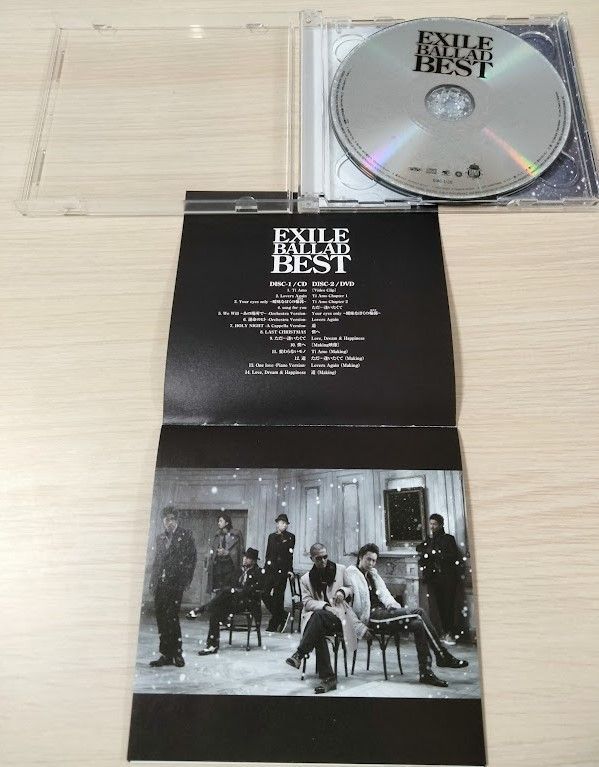 EXILE
BALLAD
BEST
EXILE
BALLAD
BEST
DISC-1/CD
1. Ti Amo
2. Lovers Again
3. Your eyes only ~曖昧なぼくの輪郭~
4. song for you
5. We Will ~あの場所で~ -Orchestra Version-
6. 運命のヒト -Orchestra Version-
7. HOLY NIGHT -A Cappella Version-
8. LAST CHRISTMAS
9. ただ…逢いたくて
10. 僕へ
11. 変わらないモノ
12. 道
13. One love -Piano Version-
14. Love, Dream & Happiness
DISC-2/DVD
[Video Clip]
Ti Amo Chapter 1
Ti Amo Chapter 2
ただ…逢いたくて
Your eyes only ~曖昧なぼくの輪郭~
Lovers Again
道
僕へ
Love, Dream & Happiness
[Making映像]
Ti Amo (Making)
ただ…逢いたくて (Making)
Lovers Again (Making)
道 (Making)